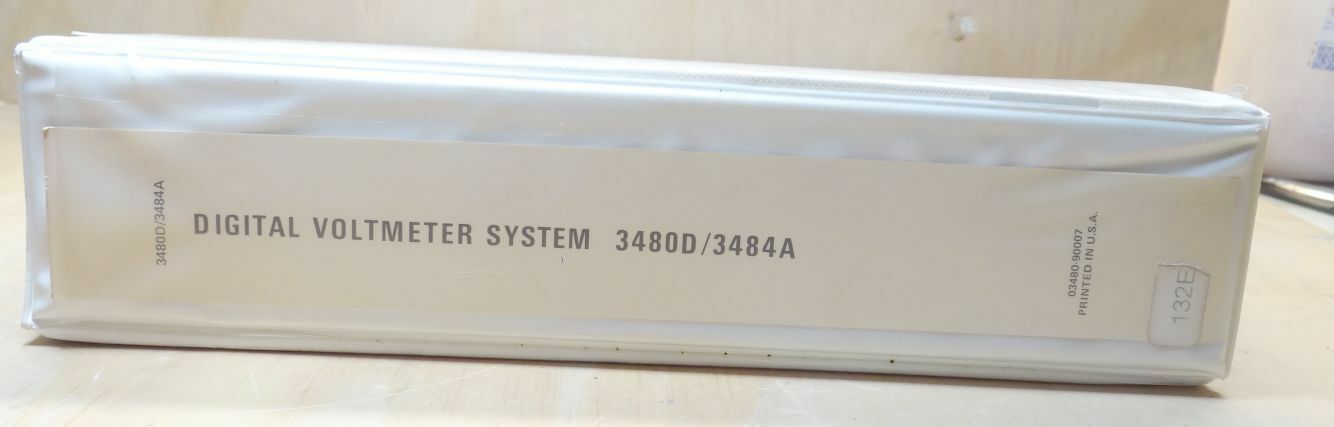 3480D/3484A
DIGITAL VOLTMETER SYSTEM 3480D/3484A
03480-90007
PRINTED IN U.S.A.
132E